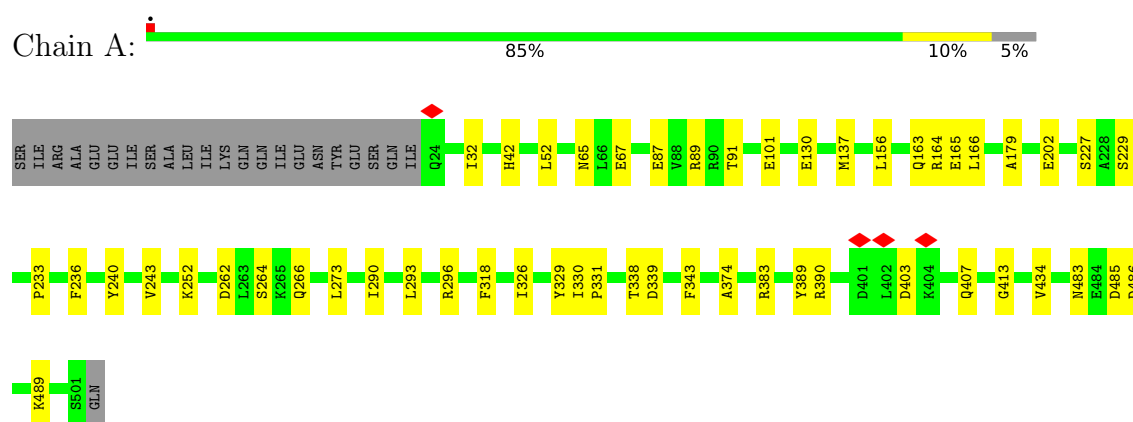 Chain A:
85% 10% 5%
SER ILE ARG ALA GLU GLU ILE SER ALA LEU ILE LYS GLN GLN ILE GLU ASN TYR GLU SER GLN ILE Q24 I32 H42 L52 N65 L66 E67 E87 V88 R89 R90 T91 E101 E130 M137 L156 Q163 R164 E165 L166 A179 E202 S227 A228 S229
P233 F236 Y240 V243 K252 D262 L263 S264 K265 Q266 L273 I290 L293 R296 F318 I326 Y329 I330 P331 T338 D339 F343 A374 R383 Y389 R390 D401 L402 D403 K404 Q407 G413 V434 N483 E484 D485
K489 S501 GLN